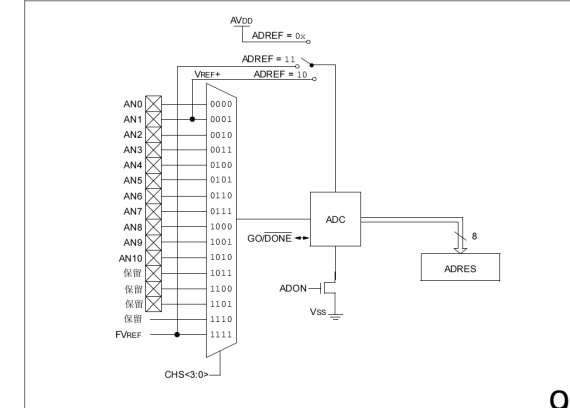 AVDD
ADREF = 0x
ADREF = 11
VREF+ ADREF = 10
AN0 0000
AN1 0001
AN2 0010
AN3 0011
AN4 0100
AN5 0101
AN6 0110
AN7 0111
AN8 1000
AN9 1001
AN10 1010
保留 1011
保留 1100
保留 1101
保留 1110
FVREF 1111
ADC
GO/DONE
8
ADRES
ADON
VSS
CHS<3:0>